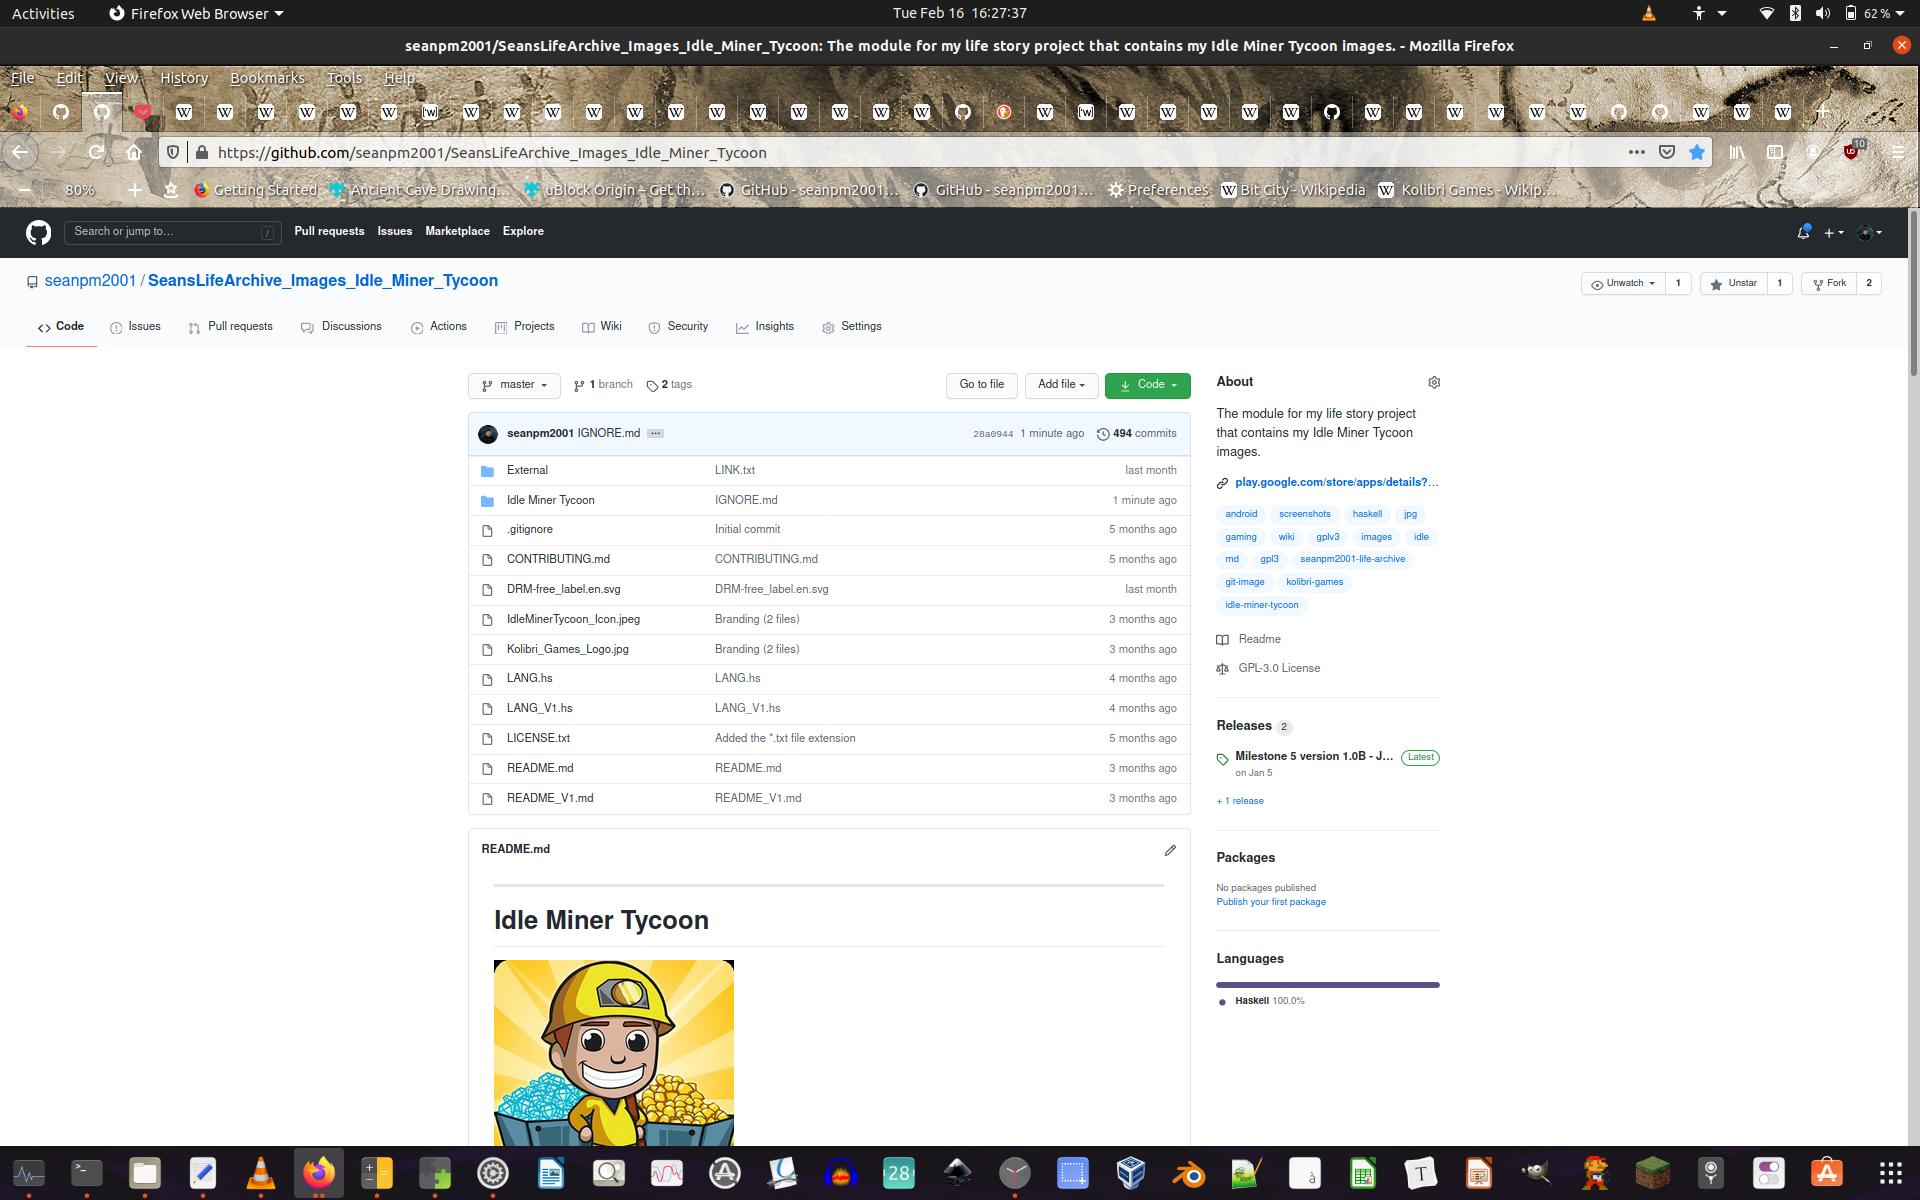 Activities
Firefox Web Browser
Tue Feb 16 16:27:37
62 %
seanpm2001/SeansLifeArchive_Images_Idle_Miner_Tycoon: The module for my life story project that contains my Idle Miner Tycoon images. - Mozilla Firefox
File Edit View History Bookmarks Tools Help
https://github.com/seanpm2001/SeansLifeArchive_Images_Idle_Miner_Tycoon
10
80%
Getting Started
Ancient Cave Drawing…
uBlock Origin – Get th…
GitHub - seanpm2001…
GitHub - seanpm2001…
Preferences
Bit City - Wikipedia
Kolibri Games - Wikip…
Search or jump to…
/
Pull requests Issues Marketplace Explore
seanpm2001 / SeansLifeArchive_Images_Idle_Miner_Tycoon
Unwatch 1
Unstar 1
Fork 2
Code Issues Pull requests Discussions Actions Projects Wiki Security Insights Settings
master
1 branch
2 tags
Go to file
Add file
Code
seanpm2001 IGNORE.md
28a0944 1 minute ago
494 commits
External LINK.txt last month
Idle Miner Tycoon IGNORE.md 1 minute ago
.gitignore Initial commit 5 months ago
CONTRIBUTING.md CONTRIBUTING.md 5 months ago
DRM-free_label.en.svg DRM-free_label.en.svg last month
IdleMinerTycoon_Icon.jpeg Branding (2 files) 3 months ago
Kolibri_Games_Logo.jpg Branding (2 files) 3 months ago
LANG.hs LANG.hs 4 months ago
LANG_V1.hs LANG_V1.hs 4 months ago
LICENSE.txt Added the *.txt file extension 5 months ago
README.md README.md 3 months ago
README_V1.md README_V1.md 3 months ago
README.md
Idle Miner Tycoon
About
The module for my life story project
that contains my Idle Miner Tycoon
images.
play.google.com/store/apps/details?…
android screenshots haskell jpg
gaming wiki gplv3 images idle
md gpl3 seanpm2001-life-archive
git-image kolibri-games
idle-miner-tycoon
Readme
GPL-3.0 License
Releases 2
Milestone 5 version 1.0B - J… Latest
on Jan 5
+ 1 release
Packages
No packages published
Publish your first package
Languages
Haskell 100.0%
28